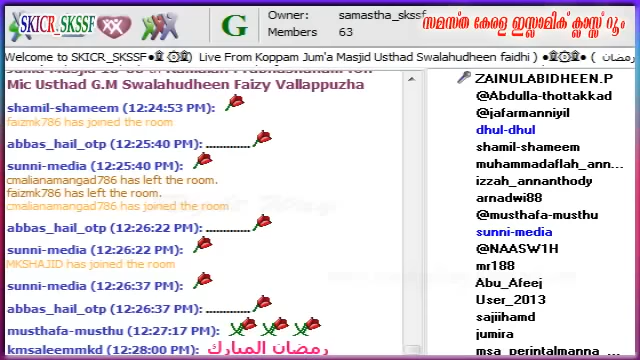 SKICR_SKSSF
G
Owner: samastha_skssf
Members 63
സമസ്ത കേരള ഇസ്ലാമിക് ക്ലാസ്സ് റൂം
Welcome to SKICR_SKSSF Live From Koppam Jum'a Masjid Usthad Swalahudheen faidhi ) رمضان )
Mic Usthad G.M Swalahudheen Faizy Vallappuzha
shamil-shameem (12:24:53 PM):
faizmk786 has joined the room
abbas_hail_otp (12:25:40 PM): ..............
sunni-media (12:25:40 PM):
cmalianamangad786 has left the room.
faizmk786 has left the room.
cmalianamangad786 has joined the room
abbas_hail_otp (12:26:22 PM): ..............
sunni-media (12:26:22 PM):
MKSHAJID has joined the room
sunni-media (12:26:37 PM):
abbas_hail_otp (12:26:37 PM): ..............
musthafa-musthu (12:27:17 PM)
kmsaleemmkd (12:28:00 PM): رمضان المبارك
ZAINULABIDHEEN.P
@Abdulla-thottakkad
@jafarmanniyil
dhul-dhul
shamil-shameem
muhammadaflah_ann...
izzah_annanthody
arnadwi88
@musthafa-musthu
sunni-media
@NAASW1H
mr188
Abu_Afeej
User_2013
sajiihamd
jumira
msa_perintalmanna_